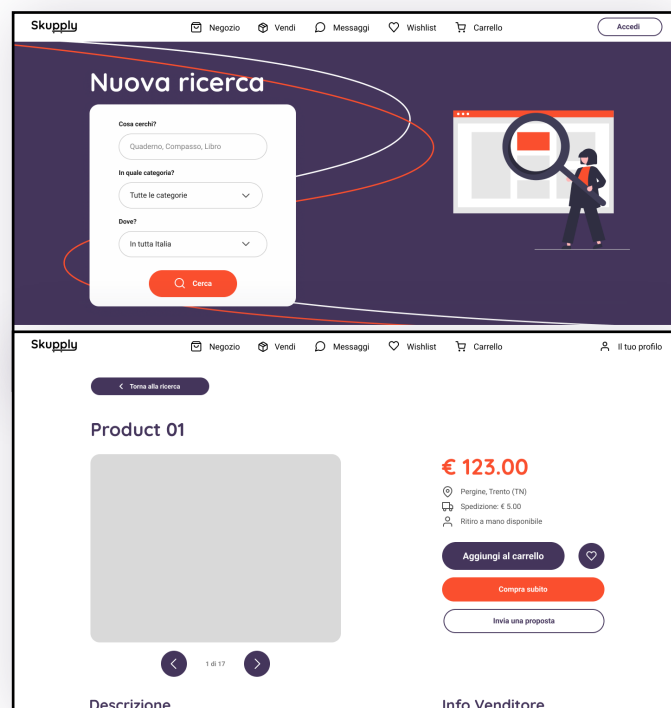 Skupply Negozio Vendi Messaggi Wishlist Carrello Accedi
Nuova ricerca
Cosa cerchi?
Quaderno, Compasso, Libro
In quale categoria?
Tutte le categorie
Dove?
In tutta Italia
Cerca
Skupply Negozio Vendi Messaggi Wishlist Carrello Il tuo profilo
Torna alla ricerca
Product 01
€ 123.00
Pergine, Trento (TN)
Spedizione: € 5.00
Ritiro a mano disponibile
Aggiungi al carrello
Compra subito
Invia una proposta
1 di 17
Descrizione Info Venditore